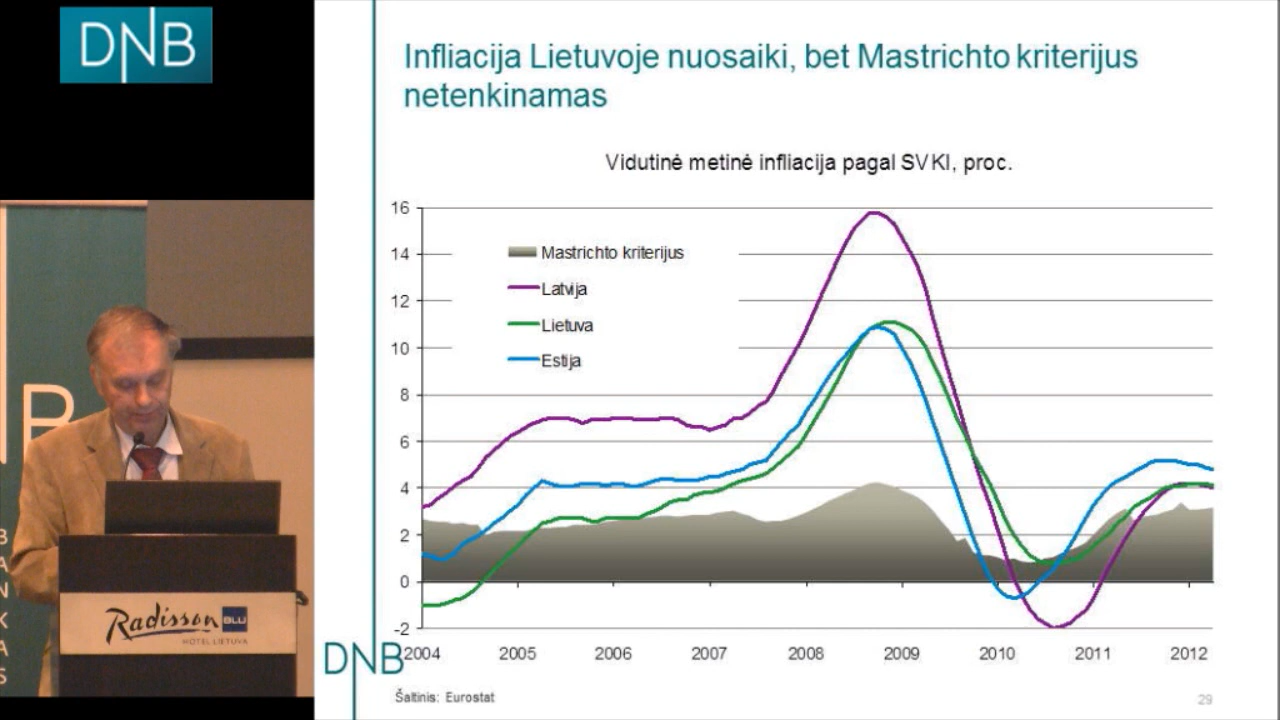 DNB
Infliacija Lietuvoje nuosaiki, bet Mastrichto kriterijus
netenkinamas
Vidutinė metinė infliacija pagal SVKI, proc.
16
14
12
10
8
6
4
2
0
-2
Mastrichto kriterijus
Latvija
Lietuva
Estija
2004 2005 2006 2007 2008 2009 2010 2011 2012
DNB
Šaltinis: Eurostat
29
B
BANKAS
Radisson BLU
HOTEL LIETUVA